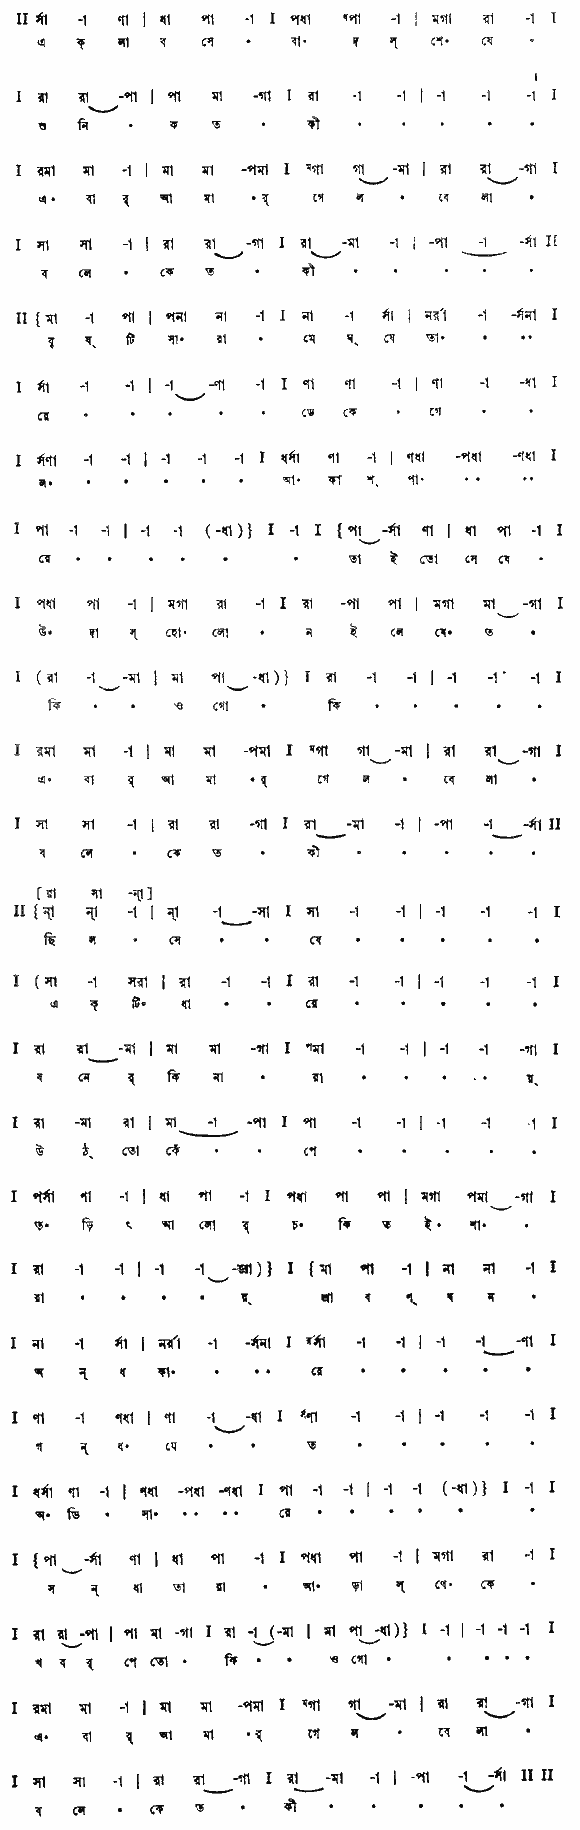 II র্সা -া ণা | ধা পা -া I পধা ধপা -া | মগা রা -া I
এ ক্ লা ব সে • বা• দ ল্ শে• ষে •
I রা রা -পা | পা মা -গা I রা -া -া | -া -া -া I
শু নি • ক ত • কী • • • • •
I রমা মা -া | মা মা -পমা I মগা গা -মা | রা রা -গা I
এ• বা র্ আ মা •র্ গে ল • বে লা •
I সা সা -া | রা রা -গা I রা -মা -া | -পা -া -র্সা II
ব লে • কে ত • কী • • • • •
II {মা -া পা | পনা না -া I না -া র্সা | নর্রা -া -র্সনা I
বৃ ষ্ টি সা• রা • মে ঘ্ যে তা• • ••
I র্সা -া -া | -া -ণা -া I ণা ণা -া | ণা -া -ধা I
রে • • • • • ডে কে • গে • •
I র্সণা -া -া | -া -া -া I ধর্সা ণা -া | ণধা -পধা -ণধা I
ল• • • • • • আ• কা শ্ পা• •• ••
I পা -া -া | -া -া (-ধা)} I -া I {পা -র্সা ণা | ধা পা -া I
রে • • • • • • তা ই তো সে যে •
I পধা পা -া | মগা রা -া I রা -পা পা | মগা মা -গা I
উ• দা স্ হো• লো • ন ই লে যে• ত •
I (রা -া -মা | মা পা -ধা)} I রা -া -া | -া -া -া I
কি • • ও গো • কি • • • • •
I রমা মা -া | মা মা -পমা I মগা গা -মা | রা রা -গা I
এ• বা র্ আ মা •র্ গে ল • বে লা •
I সা সা -া | রা রা -গা I রা -মা -া | -পা -া -র্সা II
ব লে • কে ত • কী • • • • •
[রা সা -ন্া]
II {ন্া ন্া -া | ন্া -া -সা I সা -া -া | -া -া -া I
ছি ল • সে • • যে • • • • •
I (সা -া সরা | রা -া -া I রা -া -া | -া -া -া I
এ ক্ টি• ধা • • রে • • • • •
I রা রা -মা | মা মা -গা I মা -া -া | -া -া -গা I
ব নে র্ কি না • রা • • • • য়্
I রা -মা রা | মা -া -পা I পা -া -া | -া -া -া I
উ ঠ্ তো কেঁ • • পে • • • • •
I পর্সা ণা -া | ধা পা -া I পধা পা পা | মগা পমা -গা I
ত• ড়ি ৎ আ লো র্ চ• কি ত ই• শা• •
I রা -া -া | -া -া -া)} I {মা পা -া | না না -া I
রা • • • • য়্ শ্রা ব ণ্ ঘ ন •
I না -া র্সা | নর্রা -া -র্সনা I র্সা -া -া | -া -া -ণা I
অ ন্ ধ কা• • •• রে • • • • •
I ণা -া ণধা | ণা -া -ধা I র্সণা -া -া | -া -া -া I
গ ন্ ধ• যে • • ত • • • • •
I ধর্সা ণা -া | ণধা -পধা -ণধা I পা -া -া | -া -া (-ধা)} I -া I
অ• ভি • সা• •• •• রে • • • • • •
I {পা -র্সা ণা | ধা পা -া I পধা পা -া | মগা রা -া I
স ন্ ধ্যা তা রা • আ• ড়া ল্ থে• কে •
I রা রা -পা | পা মা -গা I রা -া (-মা | মা পা -ধা)} I -া | -া -া -া I
খ ব র্ পে তো • কি • • ও গো • • • • •
I রমা মা -া | মা মা -পমা I মগা গা -মা | রা রা -গা I
এ• বা র্ আ মা •র্ গে ল • বে লা •
I সা সা -া | রা রা -গা I রা -মা -া | -পা -া -র্সা II II
ব লে • কে ত • কী • • • • •